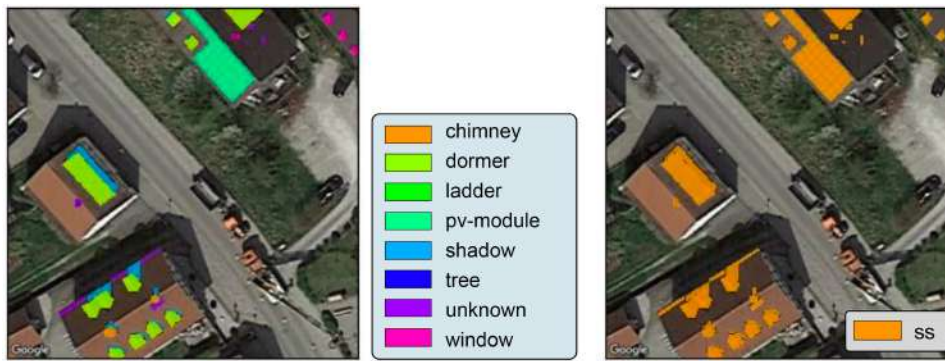 chimney
dormer
ladder
pv-module
shadow
tree
unknown
window
Google
Google
ss